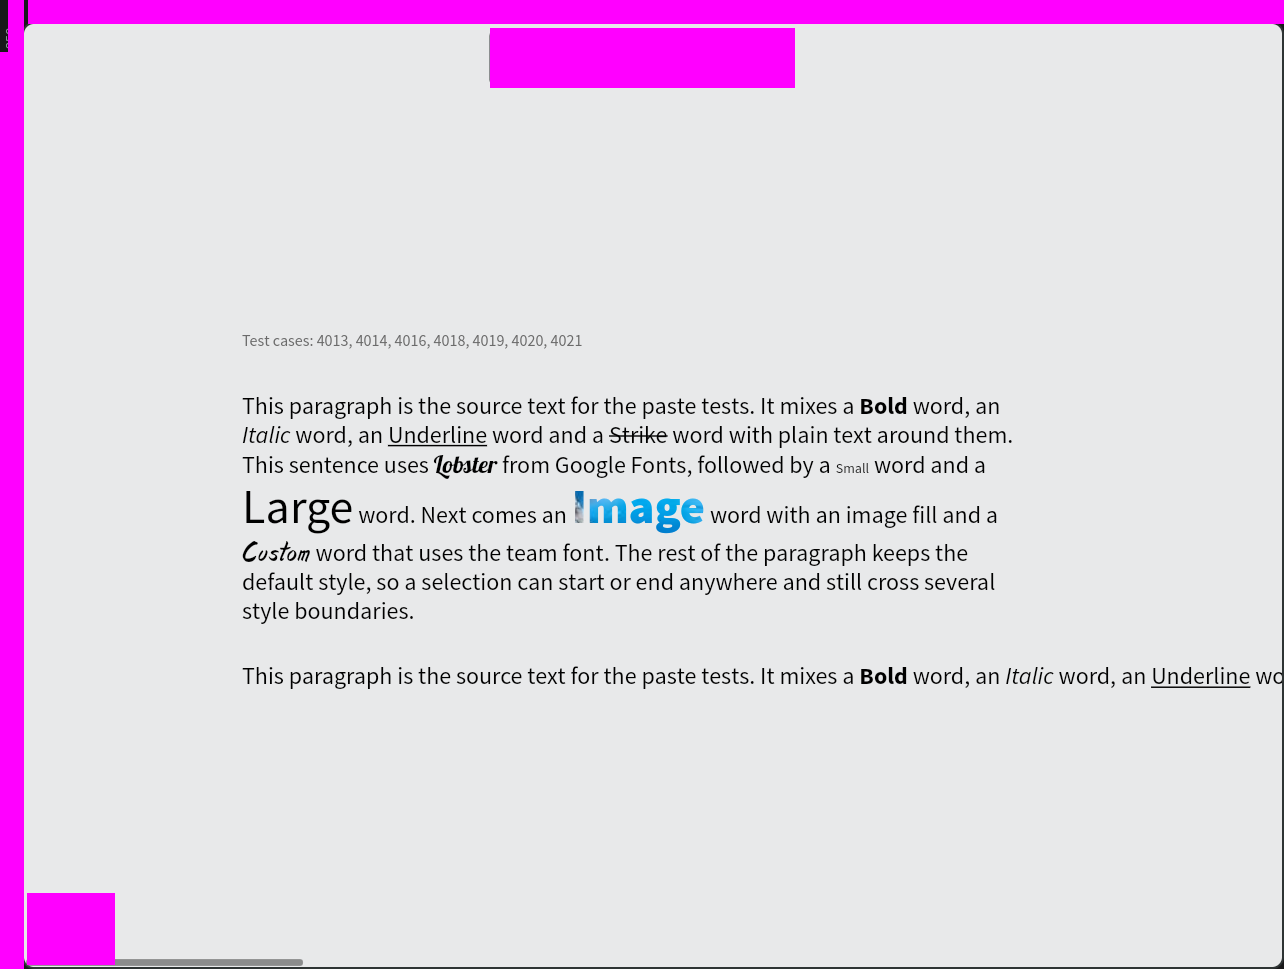 Test cases: 4013, 4014, 4016, 4018, 4019, 4020, 4021
This paragraph is the source text for the paste tests. It mixes a Bold word, an
Italic word, an Underline word and a Strike word with plain text around them.
This sentence uses Lobster from Google Fonts, followed by a Small word and a
Large word. Next comes an Image word with an image fill and a
Custom word that uses the team font. The rest of the paragraph keeps the
default style, so a selection can start or end anywhere and still cross several
style boundaries.
This paragraph is the source text for the paste tests. It mixes a Bold word, an Italic word, an Underline